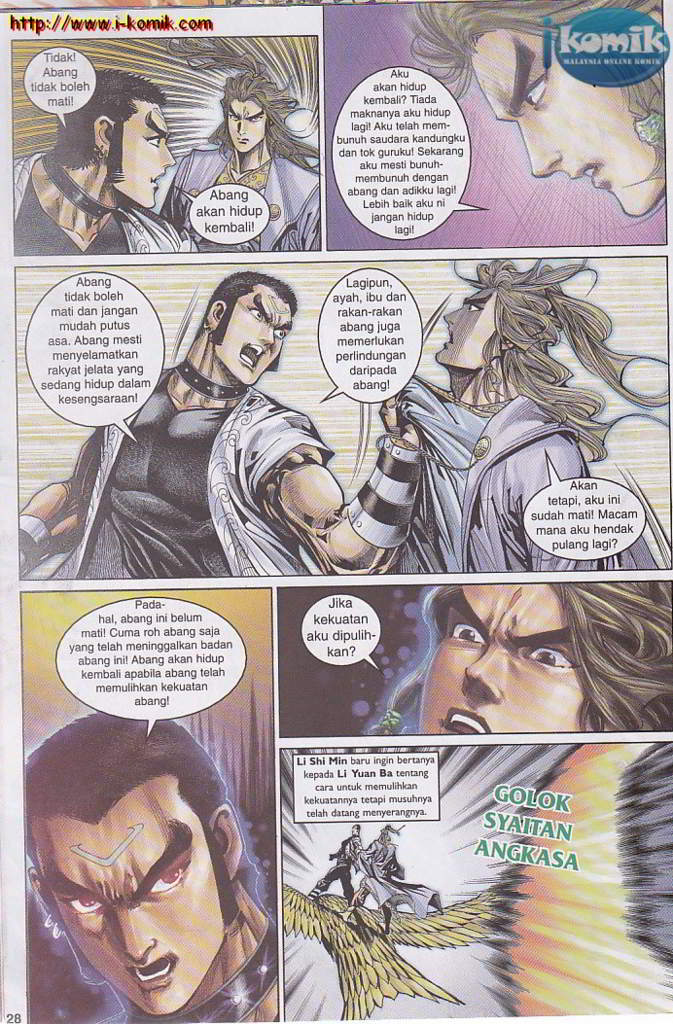 http://www.i-komik.com
ikomik
MALAYSIA ONLINE KOMIK
Tidak!
Abang
tidak boleh
mati!
Abang
akan hidup
kembali!
Aku
akan hidup
kembali? Tiada
maknanya aku hidup
lagi! Aku telah mem-
bunuh saudara kandungku
dan tok guruku! Sekarang
aku mesti bunuh-
membunuh dengan
abang dan adikku lagi!
Lebih baik aku ni
jangan hidup
lagi!
Abang
tidak boleh
mati dan jangan
mudah putus
asa. Abang mesti
menyelamatkan
rakyat jelata yang
sedang hidup dalam
kesengsaraan!
Lagipun,
ayah, ibu dan
rakan-rakan
abang juga
memerlukan
perlindungan
daripada
abang!
Akan
tetapi, aku ini
sudah mati! Macam
mana aku hendak
pulang lagi?
Pada-
hal, abang ini belum
mati! Cuma roh abang saja
yang telah meninggalkan badan
abang ini! Abang akan hidup
kembali apabila abang telah
memulihkan kekuatan
abang!
Jika
kekuatan
aku dipulih-
kan?
Li Shi Min baru ingin bertanya
kepada Li Yuan Ba tentang
cara untuk memulihkan
kekuatannya tetapi musuhnya
telah datang menyerangnya.
GOLOK
SYAITAN
ANGKASA
28